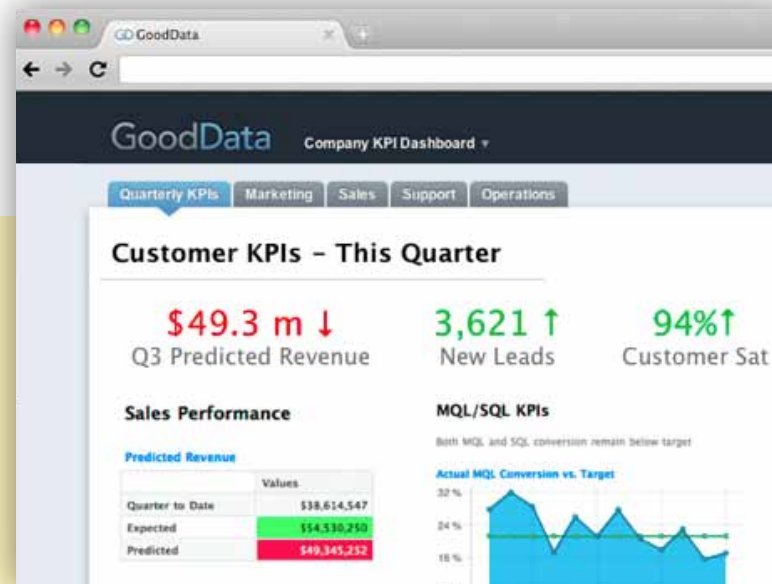 GoodData
GoodData Company KPI Dashboard
Quarterly KPIs Marketing Sales Support Operations
Customer KPIs – This Quarter
$49.3 m ↓ 3,621 ↑ 94%↑
Q3 Predicted Revenue New Leads Customer Sat
Sales Performance
MQL/SQL KPIs
Both MQL and SQL conversion remain below target
Predicted Revenue
Actual MQL Conversion vs. Target
Values
Quarter to Date $38,614,547
Expected $54,530,250
Predicted $49,345,252
32 %
24 %
16 %